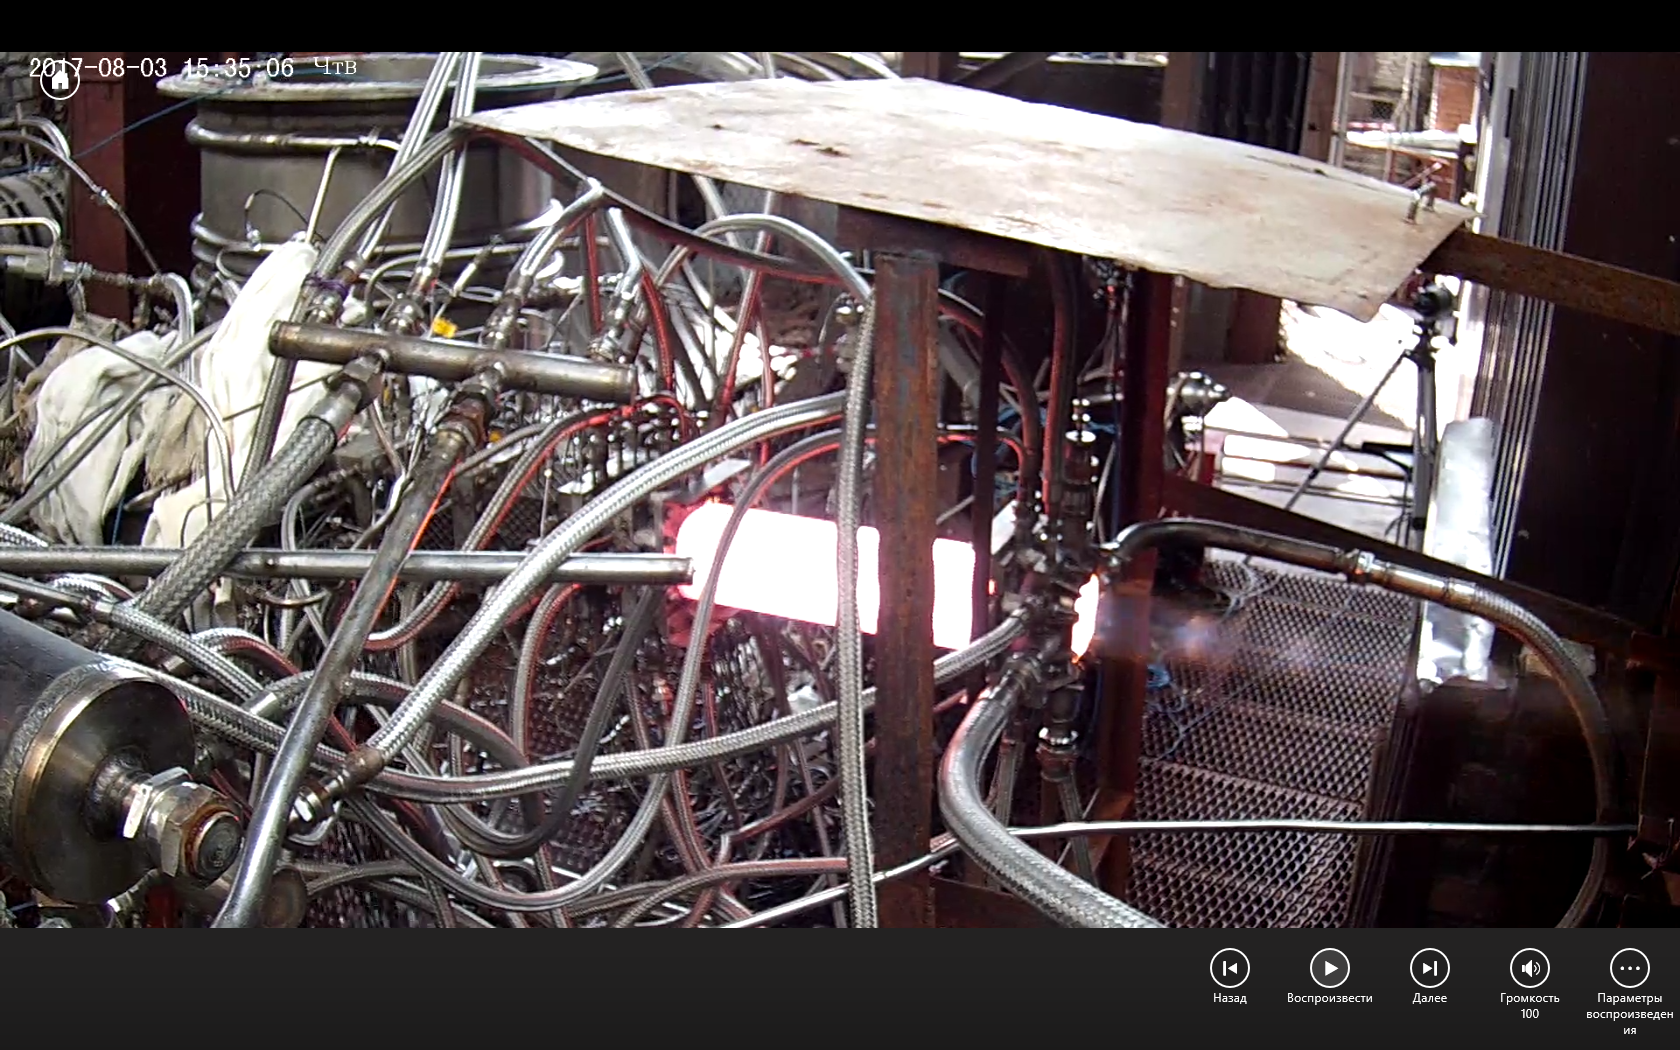 2017-08-03 15:35:06 Чтв
Назад
Воспроизвести
Далее
Громкость
100
Параметры
воспроизведен
ия